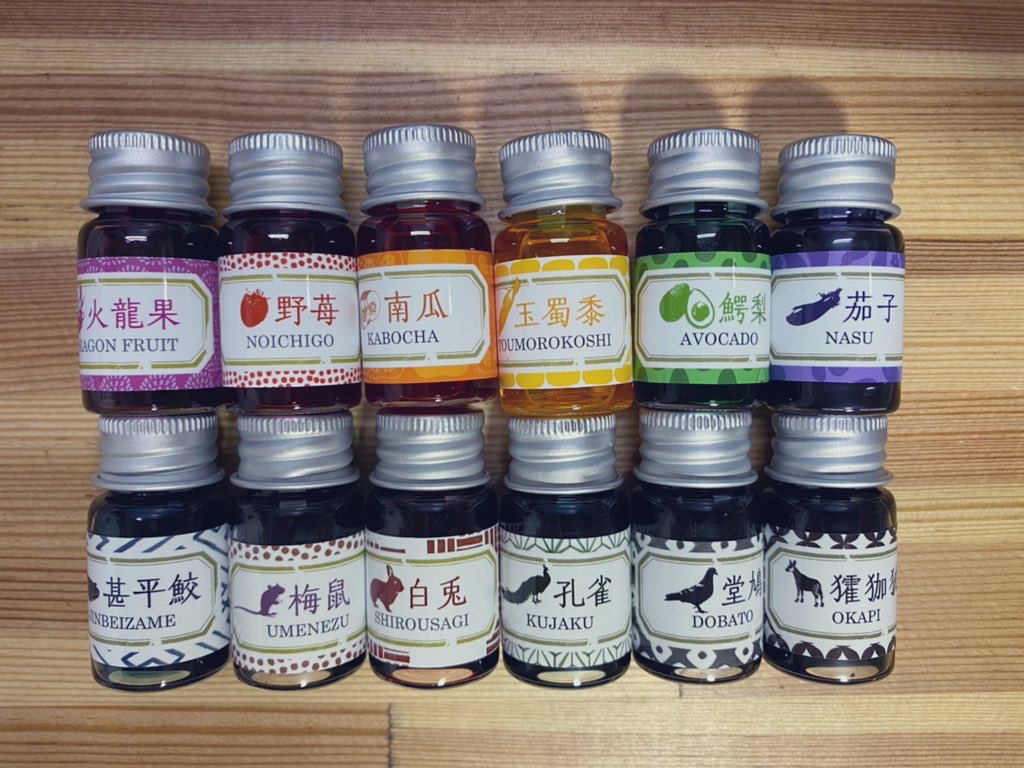 火龍果
RAGON FRUIT
野苺
NOICHIGO
南瓜
KABOCHA
玉蜀黍
TOUMOROKOSHI
鰐梨
AVOCADO
茄子
NASU
甚平鮫
INBEIZAME
梅鼠
UMENEZU
白兎
SHIROUSAGI
孔雀
KUJAKU
堂鳩
DOBATO
獾㹢
OKAPI